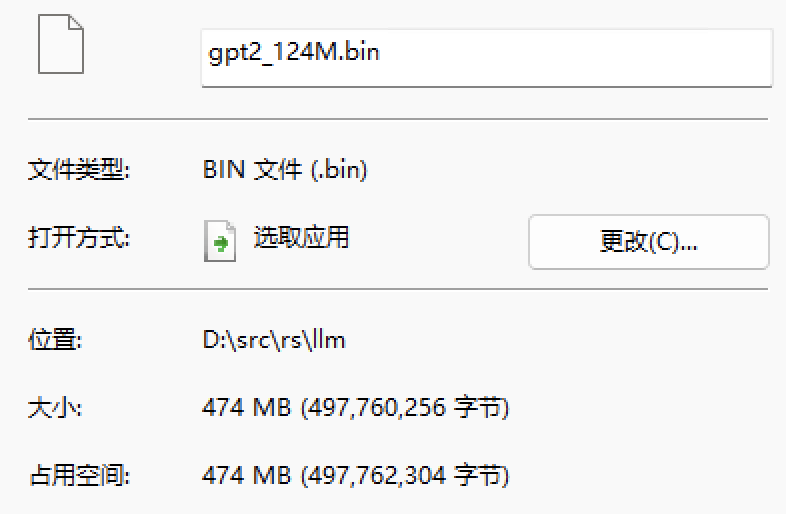 gpt2_124M.bin
文件类型: BIN 文件 (.bin)
打开方式: 选取应用 更改(C)...
位置: D:\src\rs\llm
大小: 474 MB (497,760,256 字节)
占用空间: 474 MB (497,762,304 字节)